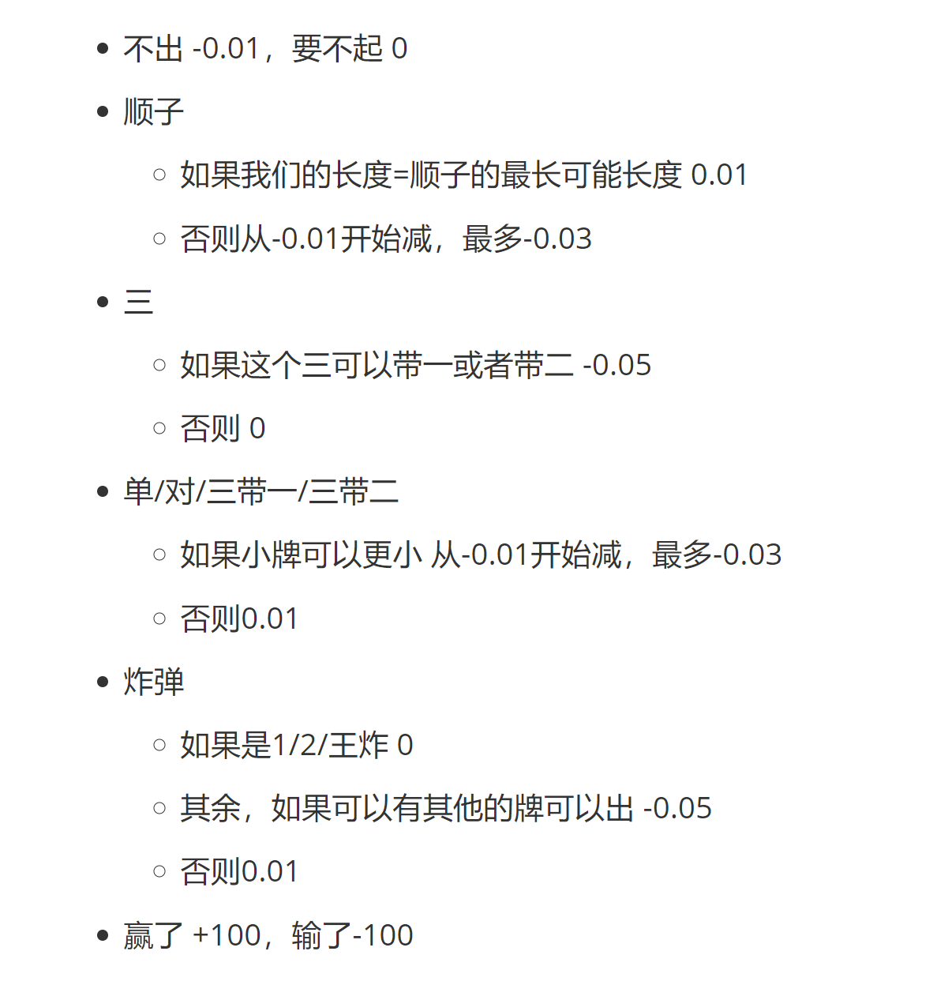 不出 -0.01，要不起 0
顺子
如果我们的长度=顺子的最长可能长度 0.01
否则从-0.01开始减，最多-0.03
三
如果这个三可以带一或者带二 -0.05
否则 0
单/对/三带一/三带二
如果小牌可以更小 从-0.01开始减，最多-0.03
否则0.01
炸弹
如果是1/2/王炸 0
其余，如果可以有其他的牌可以出 -0.05
否则0.01
赢了 +100，输了-100